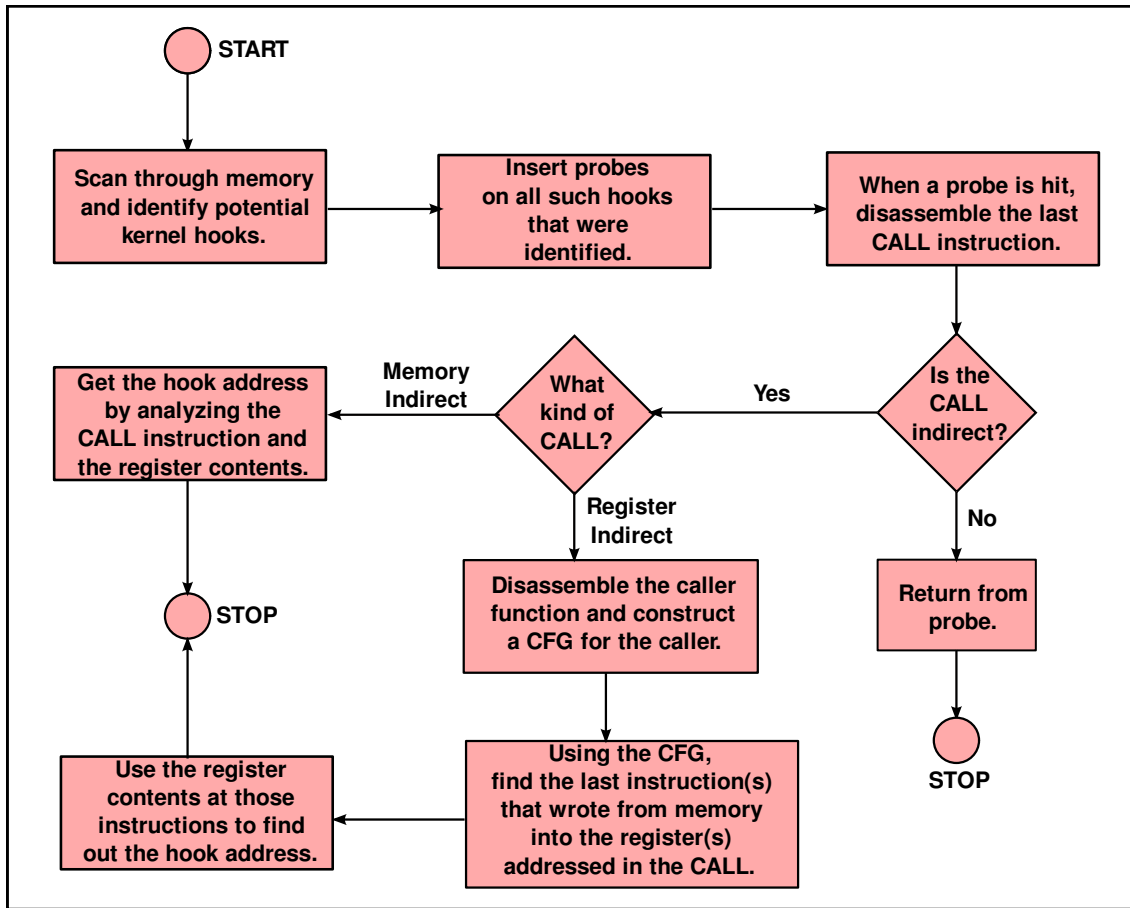 START
Scan through memory
and identify potential
kernel hooks.
Insert probes
on all such hooks
that were
identified.
When a probe is hit,
disassemble the last
CALL instruction.
Is the
CALL
indirect?
Yes
No
What
kind of
CALL?
Memory
Indirect
Register
Indirect
Get the hook address
by analyzing the
CALL instruction and
the register contents.
STOP
Disassemble the caller
function and construct
a CFG for the caller.
Return from
probe.
STOP
Using the CFG,
find the last instruction(s)
that wrote from memory
into the register(s)
addressed in the CALL.
Use the register
contents at those
instructions to find
out the hook address.